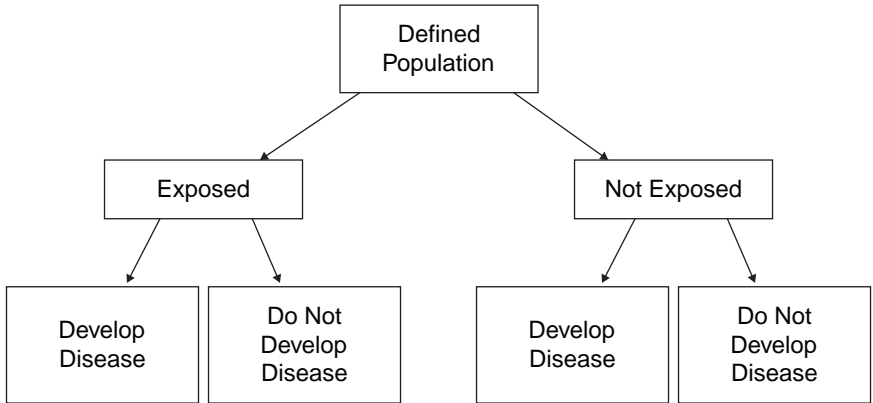 Defined
Population
Exposed
Not Exposed
Develop
Disease
Do Not
Develop
Disease
Develop
Disease
Do Not
Develop
Disease